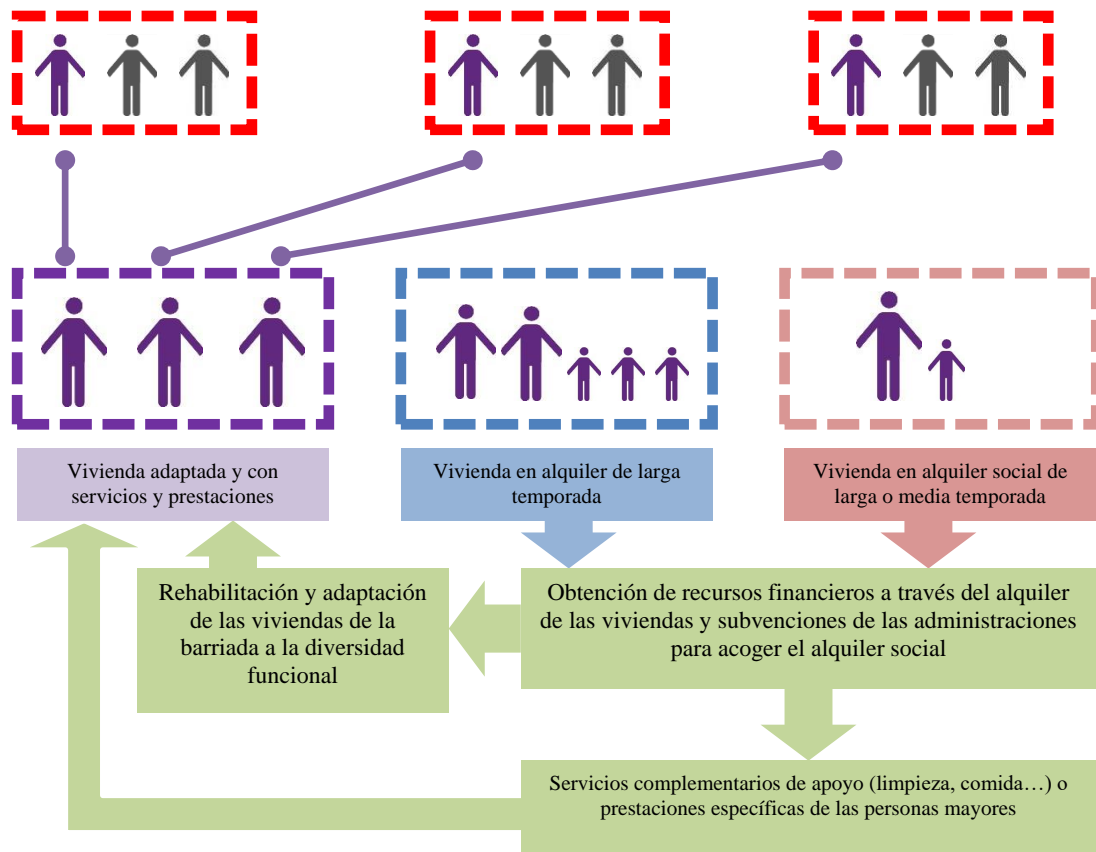 Vivienda adaptada y con
servicios y prestaciones
Vivienda en alquiler de larga
temporada
Vivienda en alquiler social de
larga o media temporada
Rehabilitación y adaptación
de las viviendas de la
barriada a la diversidad
funcional
Obtención de recursos financieros a través del alquiler
de las viviendas y subvenciones de las administraciones
para acoger el alquiler social
Servicios complementarios de apoyo (limpieza, comida…) o
prestaciones específicas de las personas mayores